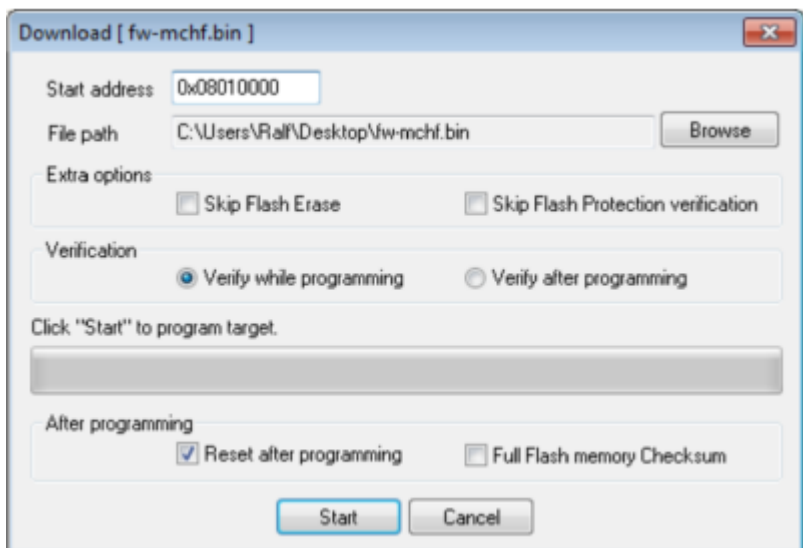 Download [ fw-mchf.bin ]
Start address 0x08010000
File path C:\Users\Ralf\Desktop\fw-mchf.bin Browse
Extra options
Skip Flash Erase Skip Flash Protection verification
Verification
Verify while programming Verify after programming
Click "Start" to program target.
After programming
Reset after programming Full Flash memory Checksum
Start Cancel